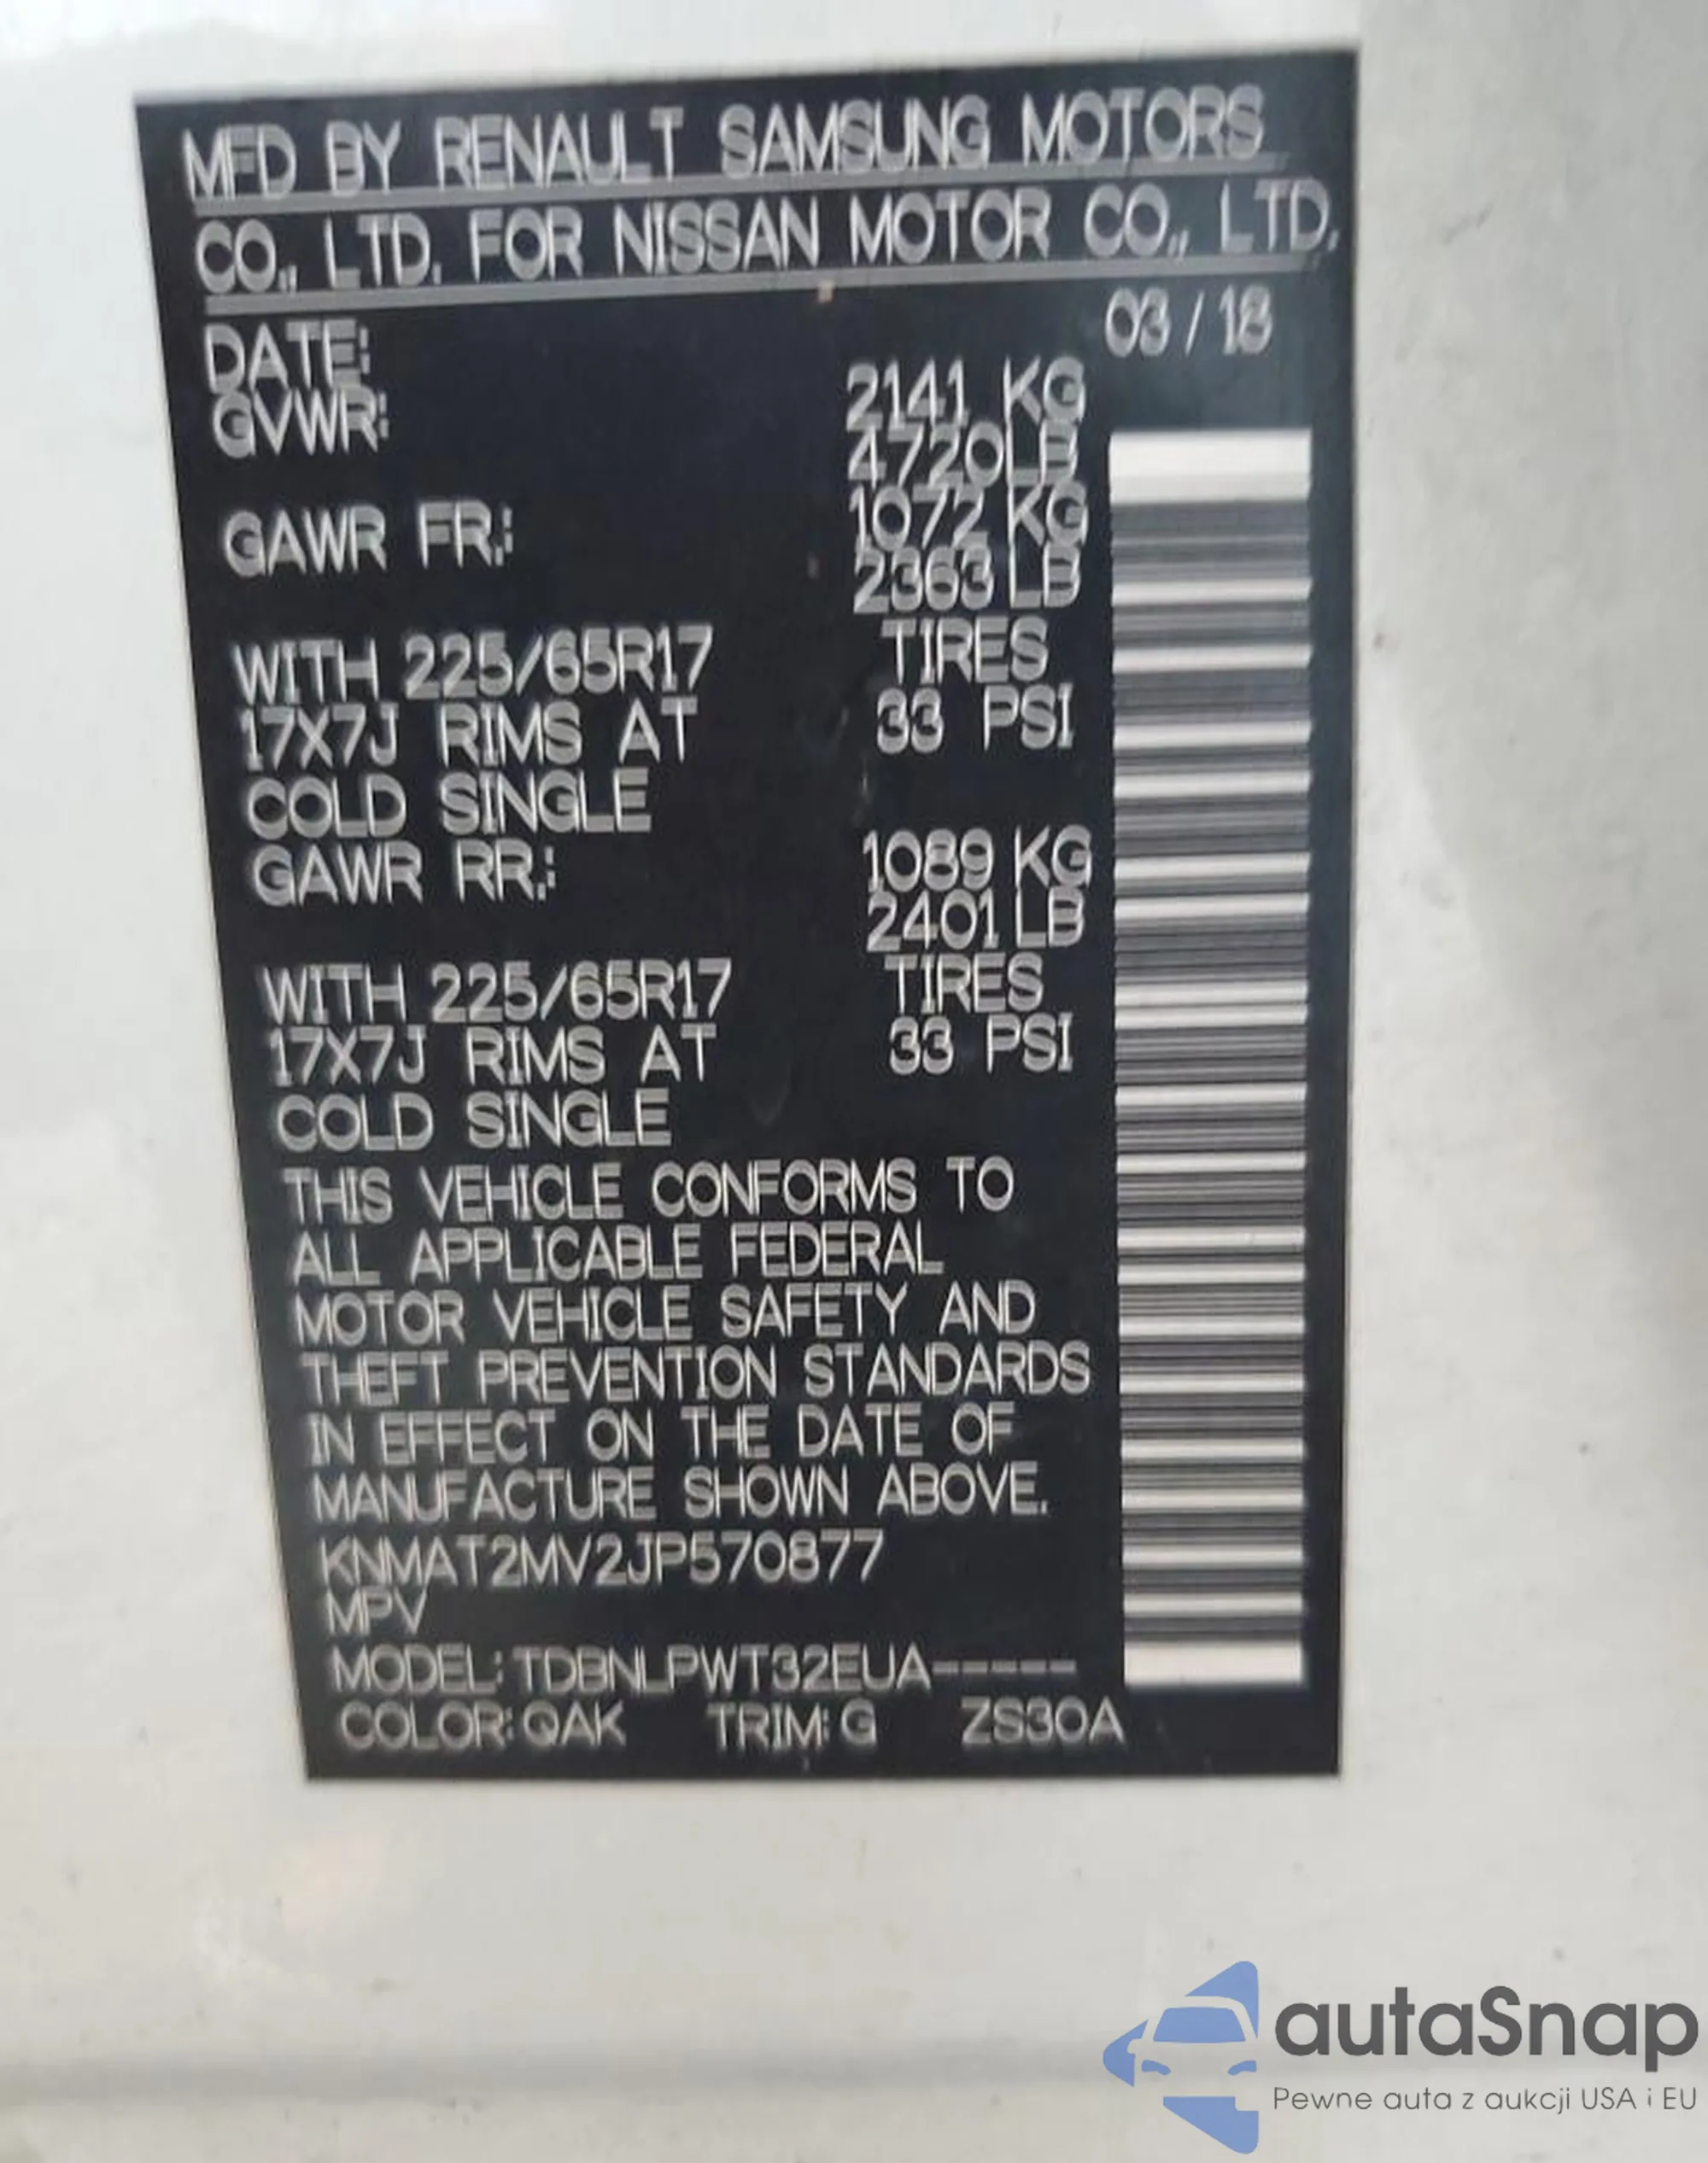 MFD BY RENAULT SAMSUNG MOTORS
CO., LTD. FOR NISSAN MOTOR CO., LTD.
DATE: 03 / 18
GVWR: 2141 KG
4720LB
GAWR FR.: 1072 KG
2363 LB
WITH 225/65R17 TIRES
17X7J RIMS AT 33 PSI
COLD SINGLE
GAWR RR.: 1089 KG
2401 LB
WITH 225/65R17 TIRES
17X7J RIMS AT 33 PSI
COLD SINGLE
THIS VEHICLE CONFORMS TO
ALL APPLICABLE FEDERAL
MOTOR VEHICLE SAFETY AND
THEFT PREVENTION STANDARDS
IN EFFECT ON THE DATE OF
MANUFACTURE SHOWN ABOVE.
KNMAT2MV2JP570877
MPV
MODEL: TDBNLPWT32EUA-----
COLOR: QAK TRIM: G ZS30A
autaSnap
Pewne auta z aukcji USA i EU